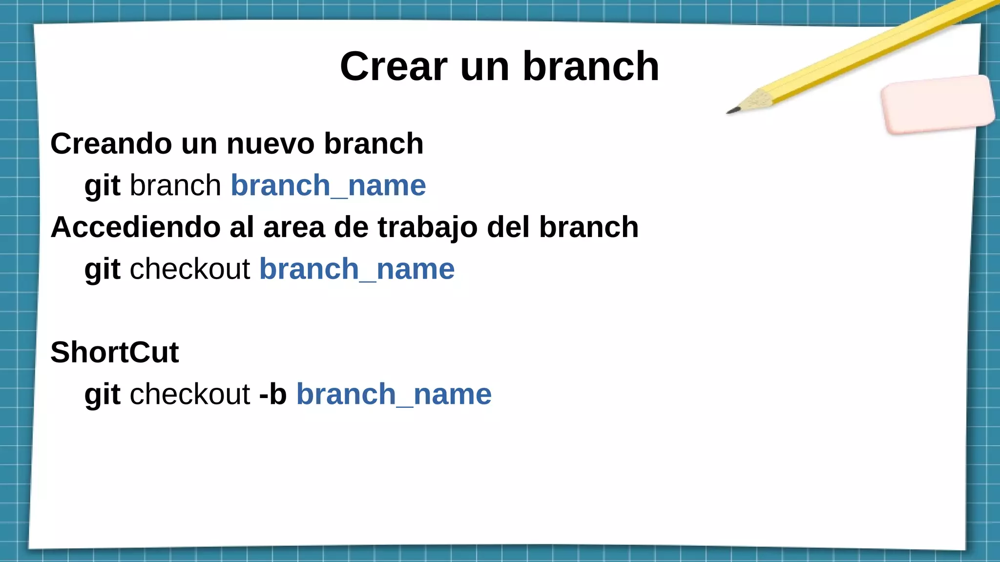 Crear un branch
Creando un nuevo branch
git branch branch_name
Accediendo al area de trabajo del branch
git checkout branch_name
ShortCut
git checkout -b branch_name